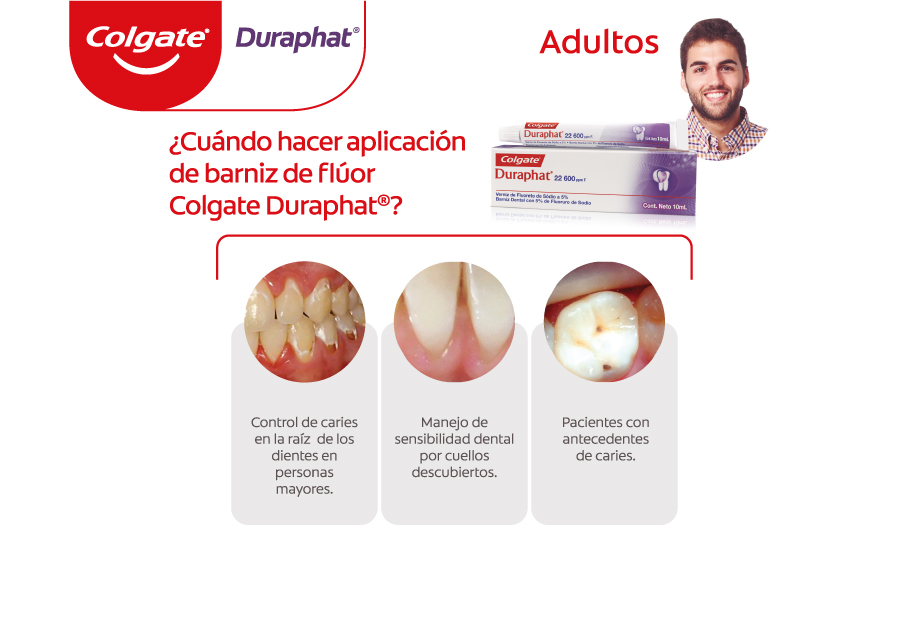 Colgate®
Duraphat®
Adultos
¿Cuándo hacer aplicación
de barniz de flúor
Colgate Duraphat®?
Colgate
Duraphat® 22 600 ppm F
Colgate
Duraphat® 22 600 ppm F
Verniz de Fluoreto de Sódio a 5%
Barniz Dental con 5% de Fluoruro de Sodio
Cont. Neto 10mL
Control de caries
en la raíz de los
dientes en
personas
mayores.
Manejo de
sensibilidad dental
por cuellos
descubiertos.
Pacientes con
antecedentes
de caries.